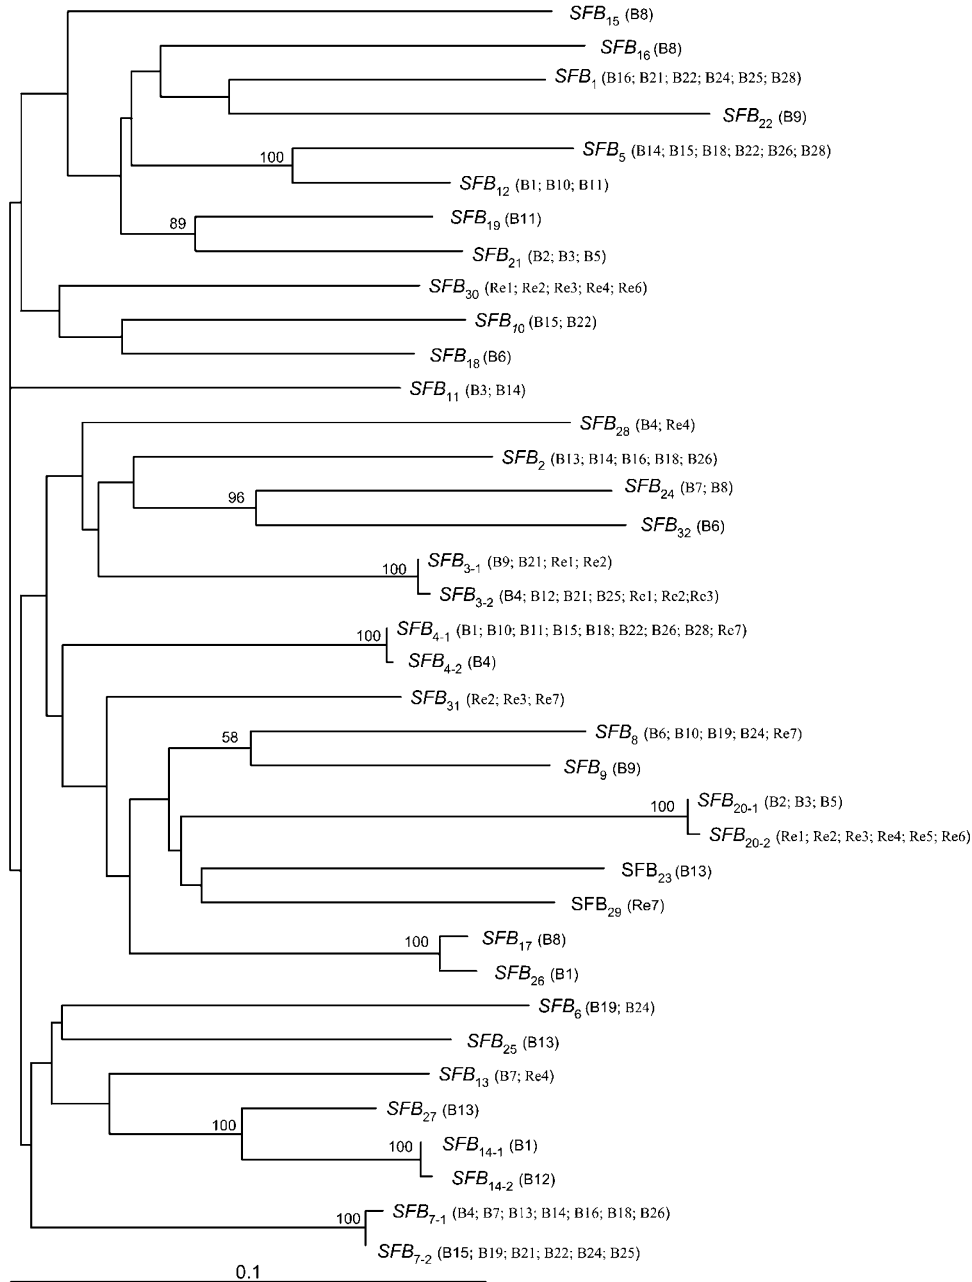 SFB15 (B8)
SFB16 (B8)
SFB1 (B16; B21; B22; B24; B25; B28)
SFB22 (B9)
SFB5 (B14; B15; B18; B22; B26; B28)
100
SFB12 (B1; B10; B11)
SFB19 (B11)
89
SFB21 (B2; B3; B5)
SFB30 (Re1; Re2; Re3; Re4; Re6)
SFB10 (B15; B22)
SFB18 (B6)
SFB11 (B3; B14)
SFB28 (B4; Re4)
SFB2 (B13; B14; B16; B18; B26)
SFB24 (B7; B8)
96
SFB32 (B6)
SFB3-1 (B9; B21; Re1; Re2)
100
SFB3-2 (B4; B12; B21; B25; Re1; Re2;Re3)
SFB4-1 (B1; B10; B11; B15; B18; B22; B26; B28; Re7)
100
SFB4-2 (B4)
SFB31 (Re2; Re3; Re7)
SFB8 (B6; B10; B19; B24; Re7)
58
SFB9 (B9)
SFB20-1 (B2; B3; B5)
100
SFB20-2 (Re1; Re2; Re3; Re4; Re5; Re6)
SFB23 (B13)
SFB29 (Re7)
SFB17 (B8)
100
SFB26 (B1)
SFB6 (B19; B24)
SFB25 (B13)
SFB13 (B7; Re4)
SFB27 (B13)
100
SFB14-1 (B1)
100
SFB14-2 (B12)
SFB7-1 (B4; B7; B13; B14; B16; B18; B26)
100
SFB7-2 (B15; B19; B21; B22; B24; B25)
0.1